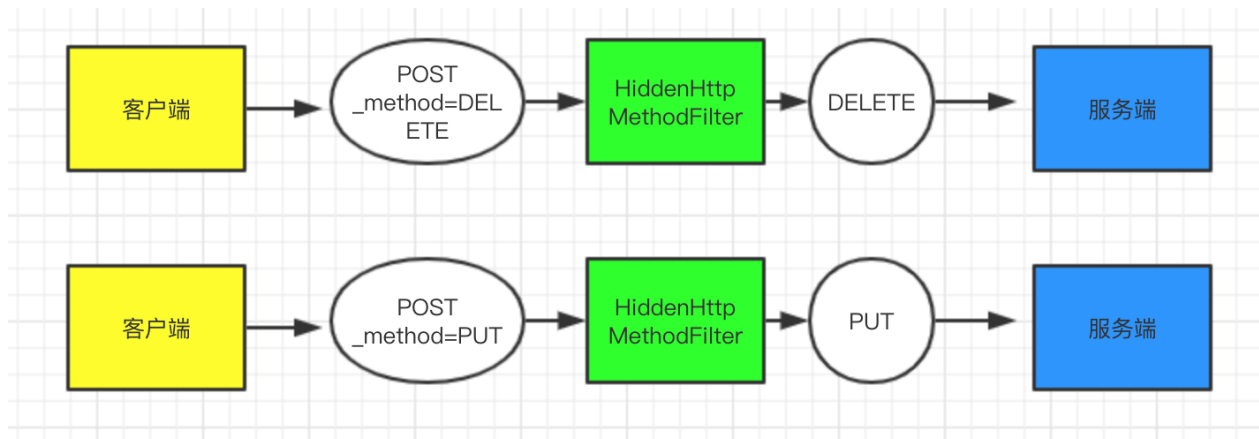 客户端
POST
_method=DEL
ETE
HiddenHttp
MethodFilter
DELETE
服务端
客户端
POST
_method=PUT
HiddenHttp
MethodFilter
PUT
服务端